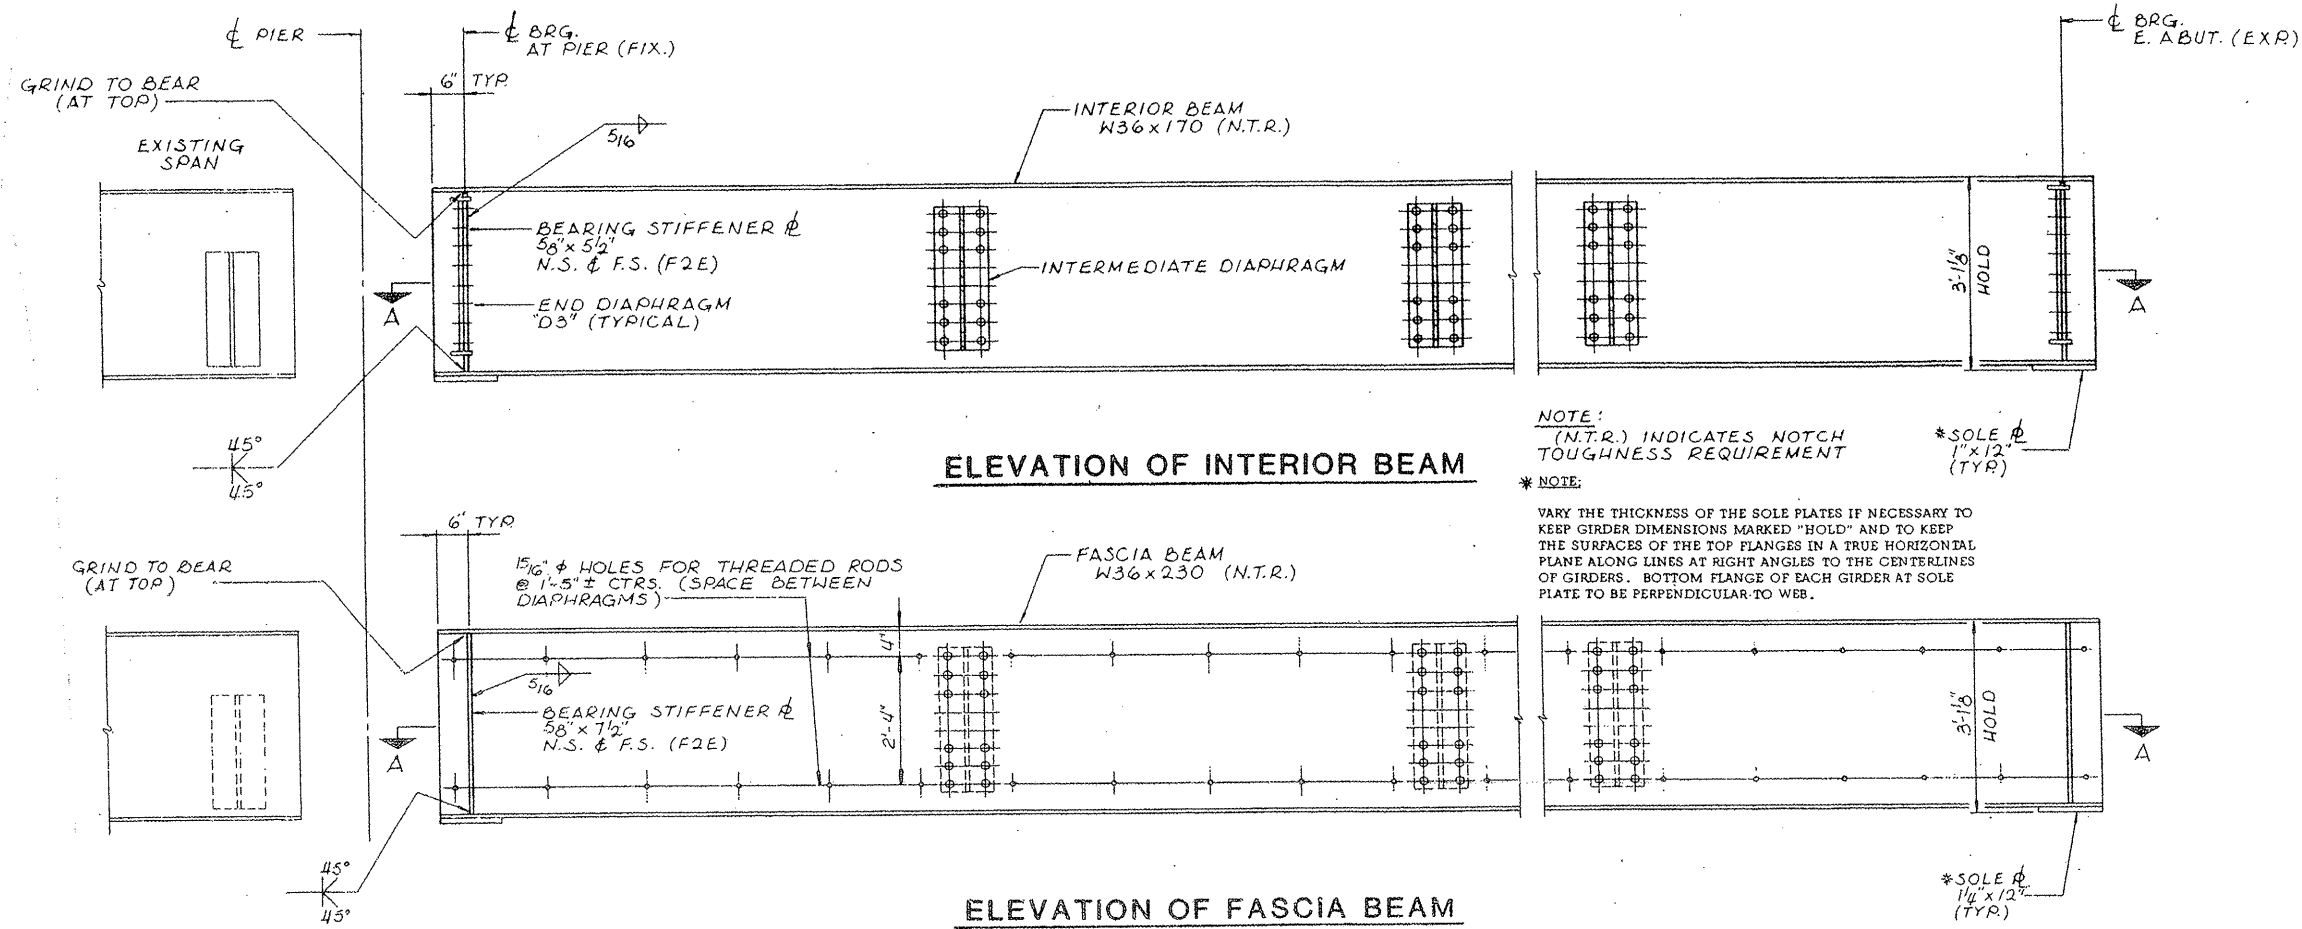 ℄ PIER
℄ BRG.
AT PIER (FIX.)
℄ BRG.
E. ABUT. (EXP.)
GRIND TO BEAR
(AT TOP)
6" TYP.
5/16
INTERIOR BEAM
W36x170 (N.T.R.)
EXISTING
SPAN
BEARING STIFFENER ⅊
5/8" x 5 1/2"
N.S. & F.S. (F2E)
INTERMEDIATE DIAPHRAGM
END DIAPHRAGM
"D3" (TYPICAL)
3'-1 1/8"
HOLD
A
A
45°
45°
ELEVATION OF INTERIOR BEAM
NOTE:
(N.T.R.) INDICATES NOTCH
TOUGHNESS REQUIREMENT
*SOLE ⅊
1"x12"
(TYP.)
* NOTE:
VARY THE THICKNESS OF THE SOLE PLATES IF NECESSARY TO
KEEP GIRDER DIMENSIONS MARKED "HOLD" AND TO KEEP
THE SURFACES OF THE TOP FLANGES IN A TRUE HORIZONTAL
PLANE ALONG LINES AT RIGHT ANGLES TO THE CENTERLINES
OF GIRDERS. BOTTOM FLANGE OF EACH GIRDER AT SOLE
PLATE TO BE PERPENDICULAR TO WEB.
6" TYP.
GRIND TO BEAR
(AT TOP)
15/16" ϕ HOLES FOR THREADED RODS
@ 1'-5" ± CTRS. (SPACE BETWEEN
DIAPHRAGMS)
FASCIA BEAM
W36x230 (N.T.R.)
4"
5/16
BEARING STIFFENER ⅊
5/8" x 7 1/2"
N.S. & F.S. (F2E)
2'-4"
3'-1 1/8"
HOLD
A
A
45°
45°
*SOLE ⅊
1 1/4"x12"
(TYP.)
ELEVATION OF FASCIA BEAM